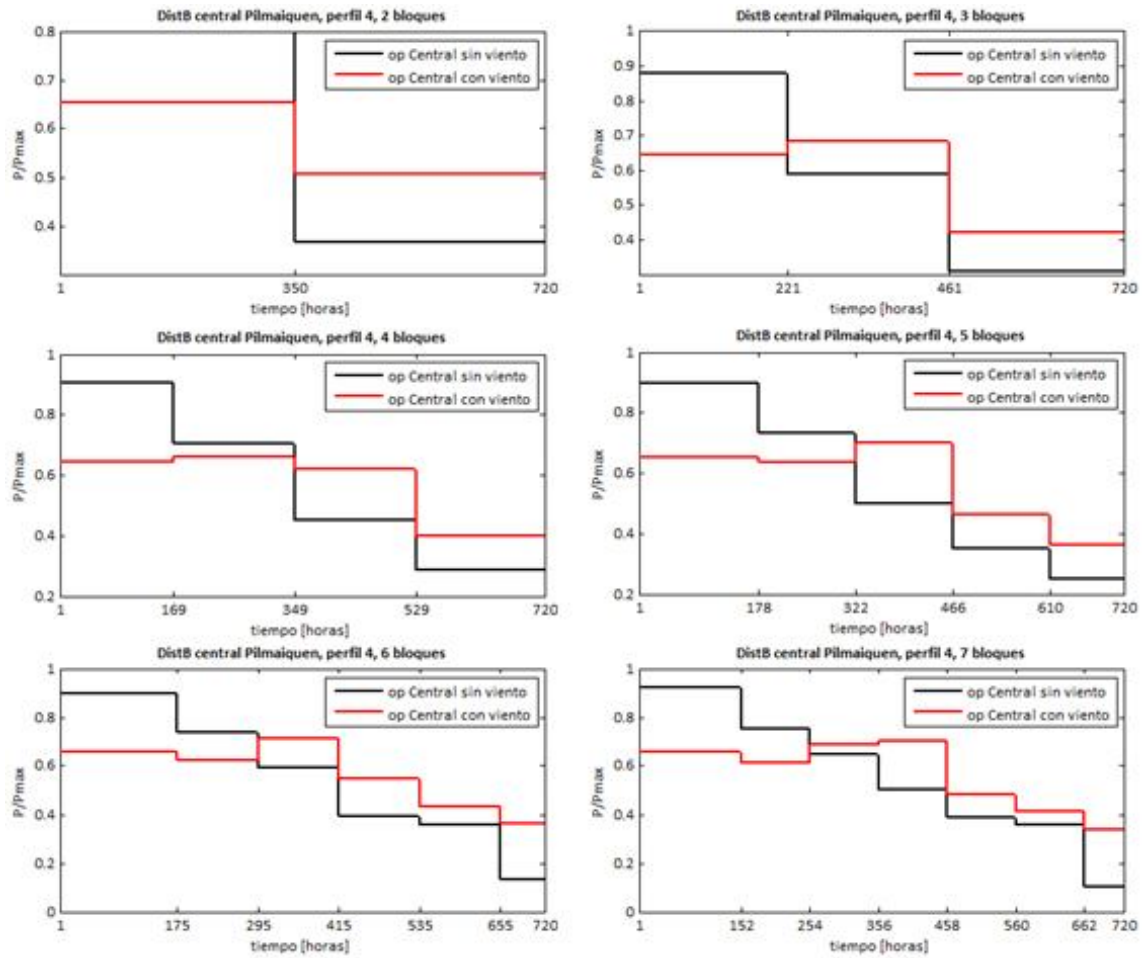 DistB central Pilmaiquen, perfil 4, 2 bloques
0.8
0.7
0.6
0.5
0.4
P/Pmax
op Central sin viento
op Central con viento
1 350 720
tiempo [horas]
DistB central Pilmaiquen, perfil 4, 3 bloques
1
0.9
0.8
0.7
0.6
0.5
0.4
P/Pmax
op Central sin viento
op Central con viento
1 221 461 720
tiempo [horas]
DistB central Pilmaiquen, perfil 4, 4 bloques
1
0.8
0.6
0.4
0.2
P/Pmax
op Central sin viento
op Central con viento
1 169 349 529 720
tiempo [horas]
DistB central Pilmaiquen, perfil 4, 5 bloques
1
0.8
0.6
0.4
0.2
P/Pmax
op Central sin viento
op Central con viento
1 178 322 466 610 720
tiempo [horas]
DistB central Pilmaiquen, perfil 4, 6 bloques
1
0.8
0.6
0.4
0.2
0
P/Pmax
op Central sin viento
op Central con viento
1 175 295 415 535 655 720
tiempo [horas]
DistB central Pilmaiquen, perfil 4, 7 bloques
1
0.8
0.6
0.4
0.2
0
P/Pmax
op Central sin viento
op Central con viento
1 152 254 356 458 560 662 720
tiempo [horas]